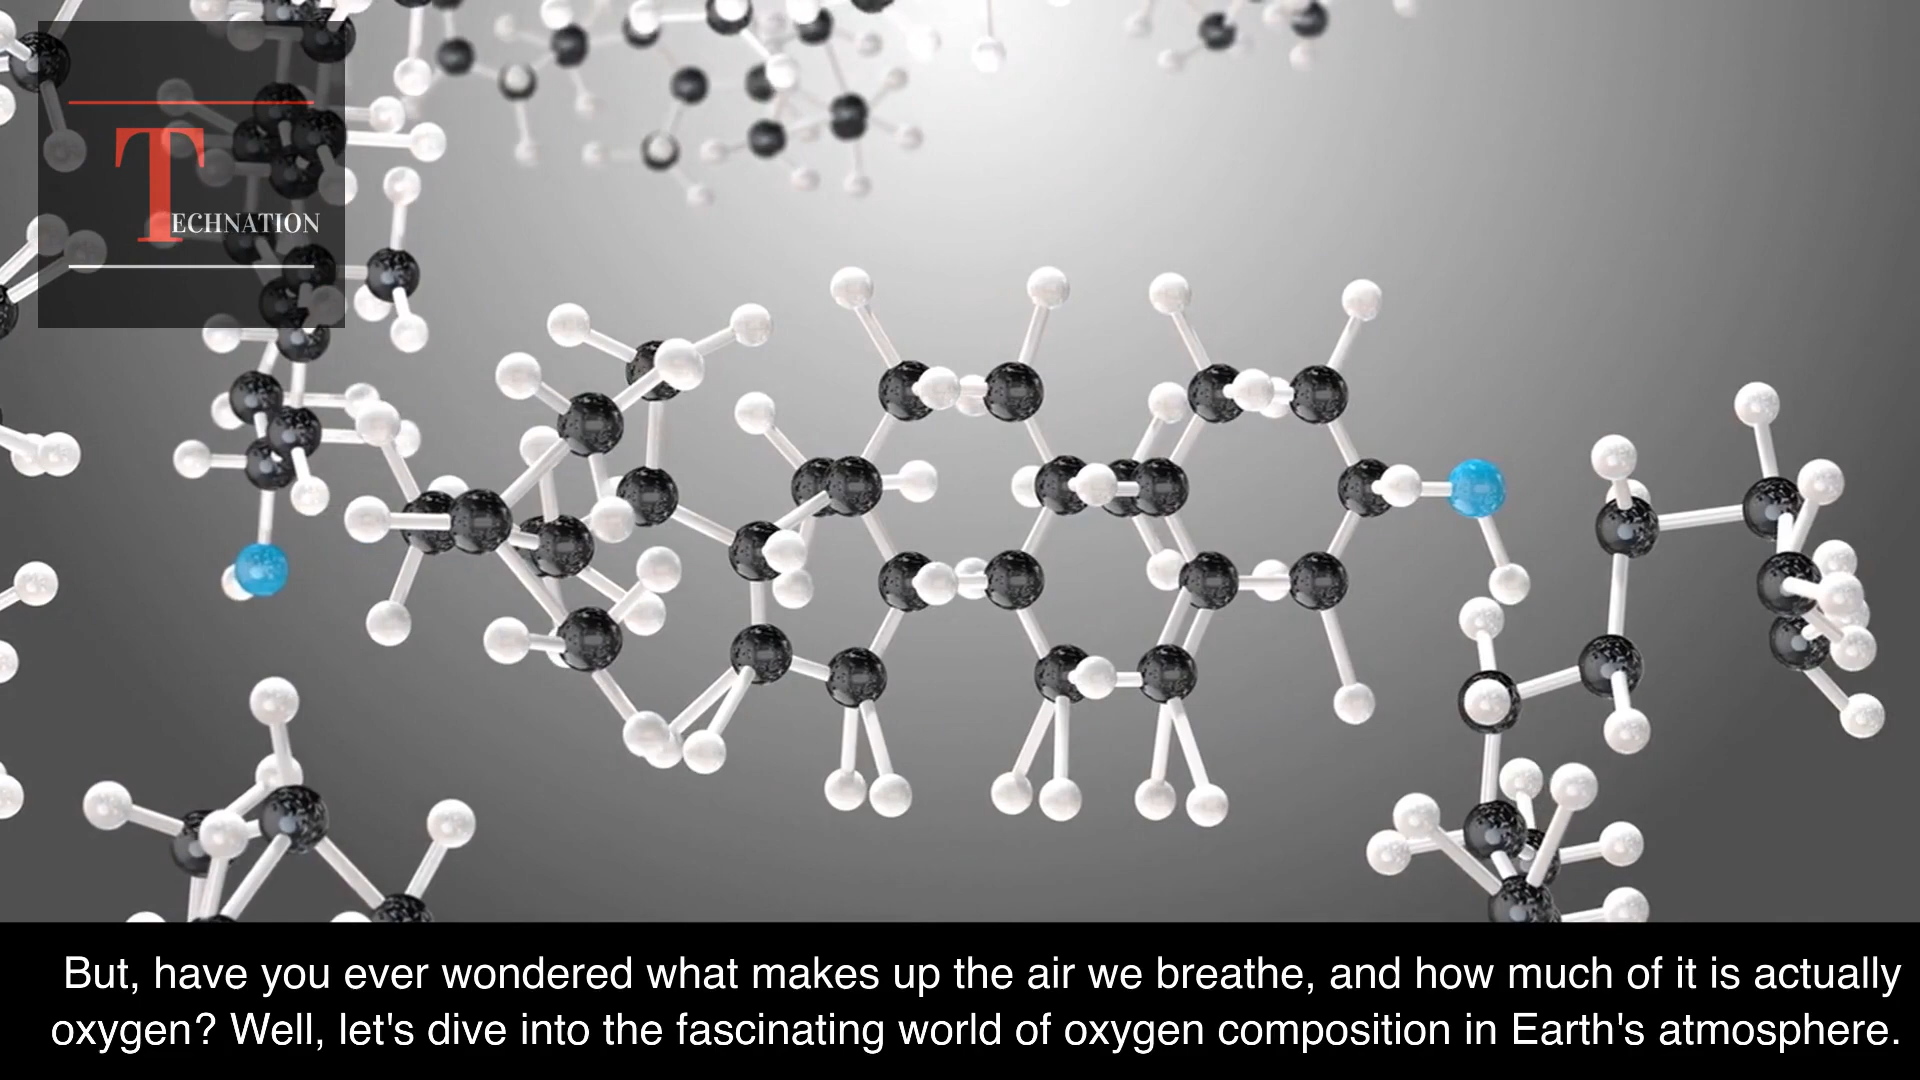 TECHNATION
But, have you ever wondered what makes up the air we breathe, and how much of it is actually
oxygen? Well, let's dive into the fascinating world of oxygen composition in Earth's atmosphere.